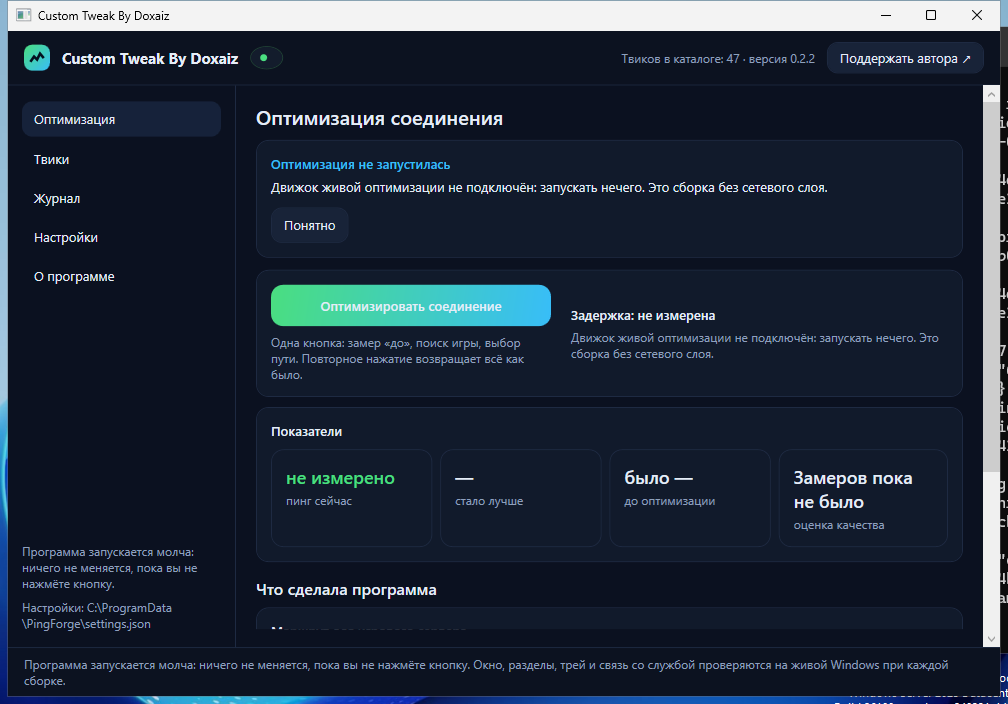 Custom Tweak By Doxaiz
Custom Tweak By Doxaiz
Твиков в каталоге: 47 · версия 0.2.2
Поддержать автора ↗
Оптимизация
Твики
Журнал
Настройки
О программе
Программа запускается молча:
ничего не меняется, пока вы не
нажмёте кнопку.
Настройки: C:\ProgramData
\PingForge\settings.json
Оптимизация соединения
Оптимизация не запустилась
Движок живой оптимизации не подключён: запускать нечего. Это сборка без сетевого слоя.
Понятно
Оптимизировать соединение
Одна кнопка: замер «до», поиск игры, выбор
пути. Повторное нажатие возвращает всё как
было.
Задержка: не измерена
Движок живой оптимизации не подключён: запускать нечего. Это
сборка без сетевого слоя.
Показатели
не измерено
пинг сейчас
—
стало лучше
было —
до оптимизации
Замеров пока
не было
оценка качества
Что сделала программа
Программа запускается молча: ничего не меняется, пока вы не нажмёте кнопку. Окно, разделы, трей и связь со службой проверяются на живой Windows при каждой
сборке.